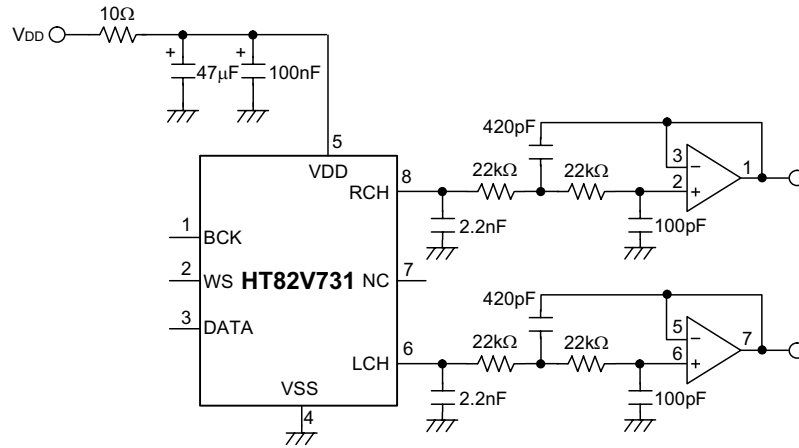 10Ω
VDD
+ 47μF
+ 100nF
5
VDD
420pF
22kΩ 22kΩ
3 −
2 +
1
8
RCH
2.2nF
100pF
1 BCK
2 WS HT82V731 NC 7
3 DATA
420pF
22kΩ 22kΩ
5 −
6 +
7
6
LCH
2.2nF
100pF
VSS
4